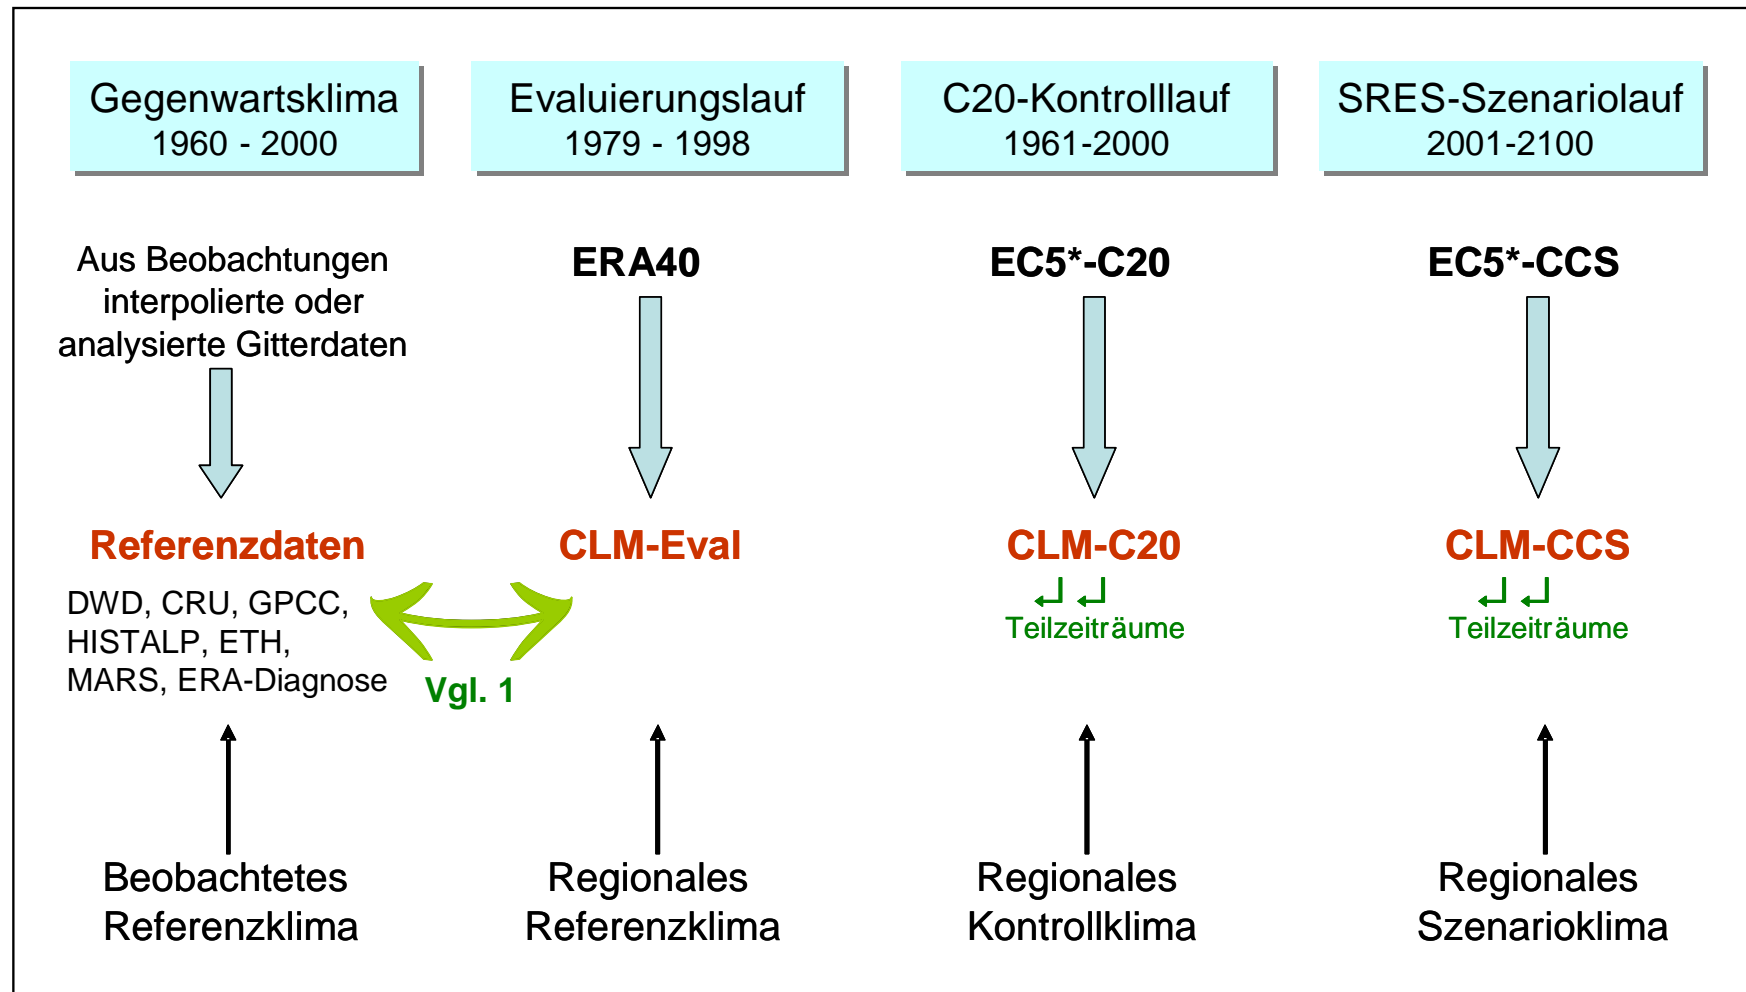 Gegenwartsklima
1960 - 2000
Evaluierungslauf
1979 - 1998
C20-Kontrolllauf
1961-2000
SRES-Szenariolauf
2001-2100
Aus Beobachtungen
interpolierte oder
analysierte Gitterdaten
ERA40
EC5*-C20
EC5*-CCS
Referenzdaten
CLM-Eval
CLM-C20
CLM-CCS
DWD, CRU, GPCC,
HISTALP, ETH,
MARS, ERA-Diagnose
Vgl. 1
Teilzeiträume
Teilzeiträume
Beobachtetes
Referenzklima
Regionales
Referenzklima
Regionales
Kontrollklima
Regionales
Szenarioklima